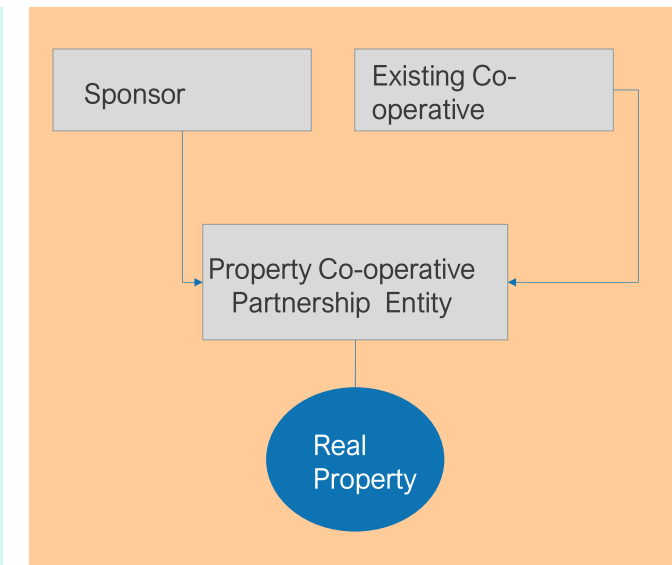 Sponsor
Existing Co-
operative
Property Co-operative
Partnership Entity
Real
Property